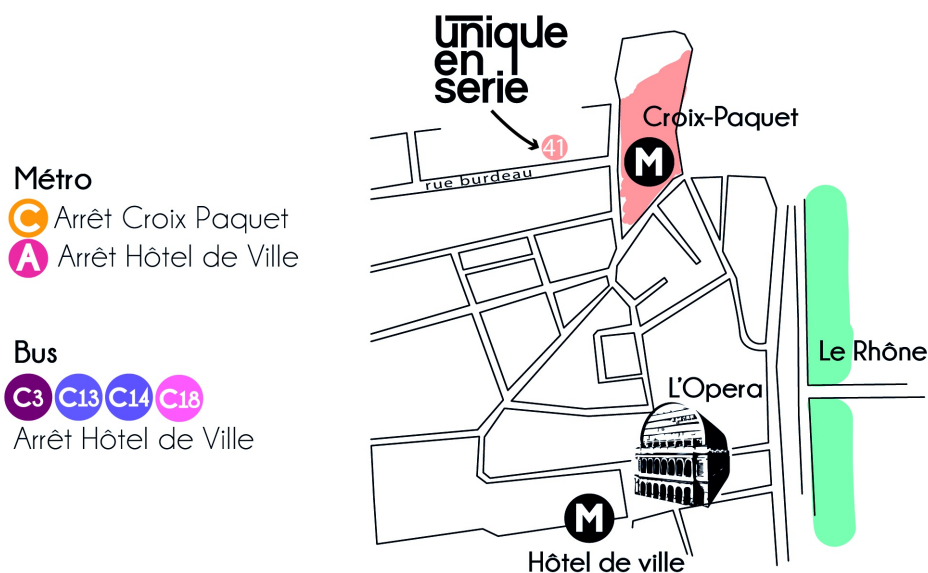 Unique
en
serie
Croix-Paquet
M
41
rue burdeau
Métro
C Arrêt Croix Paquet
A Arrêt Hôtel de Ville
Bus
C3 C13 C14 C18
Arrêt Hôtel de Ville
Le Rhône
L'Opera
M
Hôtel de ville